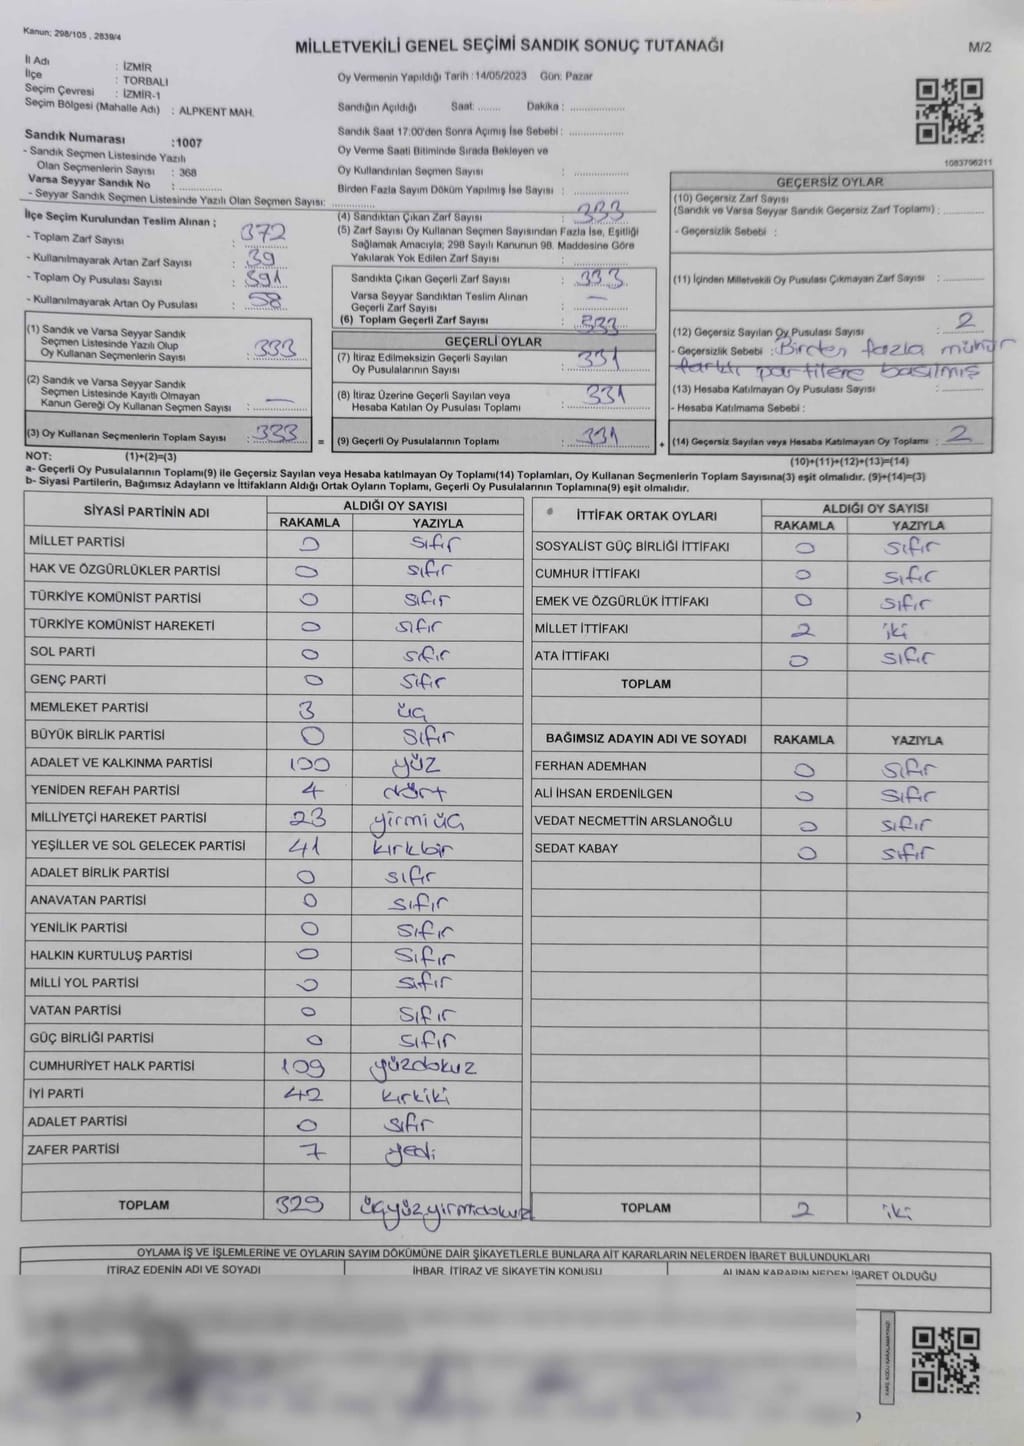 Kanun; 298/105 , 2839/4
MİLLETVEKİLİ GENEL SEÇİMİ SANDIK SONUÇ TUTANAĞI
M/2
İl Adı : İZMİR
İlçe : TORBALI
Seçim Çevresi : İZMİR-1
Seçim Bölgesi (Mahalle Adı) : ALPKENT MAH.
Oy Vermenin Yapıldığı Tarih : 14/05/2023 Gün: Pazar
Sandığın Açıldığı Saat: ........ Dakika : ....................
Sandık Saat 17:00'den Sonra Açımış İse Sebebi : ....................
Oy Verme Saati Bitiminde Sırada Bekleyen ve
Oy Kullandırılan Seçmen Sayısı : ....................
Birden Fazla Sayım Döküm Yapılmış İse Sayısı : ....................
1083796211
Sandık Numarası : 1007
- Sandık Seçmen Listesinde Yazılı
Olan Seçmenlerin Sayısı : 368
Varsa Seyyar Sandık No : ..............
- Seyyar Sandık Seçmen Listesinde Yazılı Olan Seçmen Sayısı: ..............
İlçe Seçim Kurulundan Teslim Alınan ;
- Toplam Zarf Sayısı : 372
- Kullanılmayarak Artan Zarf Sayısı : 39
- Toplam Oy Pusulası Sayısı : 391
- Kullanılmayarak Artan Oy Pusulası : 58
(1) Sandık ve Varsa Seyyar Sandık
Seçmen Listesinde Yazılı Olup
Oy Kullanan Seçmenlerin Sayısı : 333
(2) Sandık ve Varsa Seyyar Sandık
Seçmen Listesinde Kayıtlı Olmayan
Kanun Gereği Oy Kullanan Seçmen Sayısı : —
(3) Oy Kullanan Seçmenlerin Toplam Sayısı : 333 =
(4) Sandıktan Çıkan Zarf Sayısı : 333
(5) Zarf Sayısı Oy Kullanan Seçmen Sayısından Fazla İse, Eşitliği
Sağlamak Amacıyla; 298 Sayılı Kanunun 98. Maddesine Göre
Yakılarak Yok Edilen Zarf Sayısı : ..............
Sandıkta Çıkan Geçerli Zarf Sayısı : 333
Varsa Seyyar Sandıktan Teslim Alınan
Geçerli Zarf Sayısı : —
(6) Toplam Geçerli Zarf Sayısı : 333
GEÇERLİ OYLAR
(7) İtiraz Edilmeksizin Geçerli Sayılan
Oy Pusulalarının Sayısı : 331
(8) İtiraz Üzerine Geçerli Sayılan veya
Hesaba Katılan Oy Pusulası Toplamı : 331
(9) Geçerli Oy Pusulalarının Toplamı : 331 +
GEÇERSİZ OYLAR
(10) Geçersiz Zarf Sayısı
(Sandık ve Varsa Seyyar Sandık Geçersiz Zarf Toplamı) : ..............
- Geçersizlik Sebebi :
(11) İçinden Milletvekili Oy Pusulası Çıkmayan Zarf Sayısı : ..............
(12) Geçersiz Sayılan Oy Pusulası Sayısı : 2
- Geçersizlik Sebebi : Birden fazla mühür
farklı partilere basılmış
(13) Hesaba Katılmayan Oy Pusulası Sayısı : ..............
- Hesaba Katılmama Sebebi :
(14) Geçersiz Sayılan veya Hesaba Katılmayan Oy Toplamı : 2
NOT: (1)+(2)=(3)
(10)+(11)+(12)+(13)=(14)
a- Geçerli Oy Pusulalarının Toplamı(9) ile Geçersiz Sayılan veya Hesaba katılmayan Oy Toplamı(14) Toplamları, Oy Kullanan Seçmenlerin Toplam Sayısına(3) eşit olmalıdır. (9)+(14)=(3)
b- Siyasi Partilerin, Bağımsız Adayların ve İttifakların Aldığı Ortak Oyların Toplamı, Geçerli Oy Pusulalarının Toplamına(9) eşit olmalıdır.
SİYASİ PARTİNİN ADI ALDIĞI OY SAYISI
RAKAMLA YAZIYLA
MİLLET PARTİSİ 0 sıfır
HAK VE ÖZGÜRLÜKLER PARTİSİ 0 sıfır
TÜRKİYE KOMÜNİST PARTİSİ 0 sıfır
TÜRKİYE KOMÜNİST HAREKETİ 0 sıfır
SOL PARTİ 0 sıfır
GENÇ PARTİ 0 sıfır
MEMLEKET PARTİSİ 3 üç
BÜYÜK BİRLİK PARTİSİ 0 sıfır
ADALET VE KALKINMA PARTİSİ 100 yüz
YENİDEN REFAH PARTİSİ 4 dört
MİLLİYETÇİ HAREKET PARTİSİ 23 yirmiüç
YEŞİLLER VE SOL GELECEK PARTİSİ 41 kırkbir
ADALET BİRLİK PARTİSİ 0 sıfır
ANAVATAN PARTİSİ 0 sıfır
YENİLİK PARTİSİ 0 sıfır
HALKIN KURTULUŞ PARTİSİ 0 sıfır
MİLLİ YOL PARTİSİ 0 sıfır
VATAN PARTİSİ 0 sıfır
GÜÇ BİRLİĞİ PARTİSİ 0 sıfır
CUMHURİYET HALK PARTİSİ 109 yüzdokuz
İYİ PARTİ 42 kırkiki
ADALET PARTİSİ 0 sıfır
ZAFER PARTİSİ 7 yedi
TOPLAM 329 üçyüzyirmidokuz
İTTİFAK ORTAK OYLARI ALDIĞI OY SAYISI
RAKAMLA YAZIYLA
SOSYALİST GÜÇ BİRLİĞİ İTTİFAKI 0 sıfır
CUMHUR İTTİFAKI 0 sıfır
EMEK VE ÖZGÜRLÜK İTTİFAKI 0 sıfır
MİLLET İTTİFAKI 2 iki
ATA İTTİFAKI 0 sıfır
TOPLAM
BAĞIMSIZ ADAYIN ADI VE SOYADI RAKAMLA YAZIYLA
FERHAN ADEMHAN 0 sıfır
ALİ İHSAN ERDENİLGEN 0 sıfır
VEDAT NECMETTİN ARSLANOĞLU 0 sıfır
SEDAT KABAY 0 sıfır
TOPLAM 2 iki
OYLAMA İŞ VE İŞLEMLERİNE VE OYLARIN SAYIM DÖKÜMÜNE DAİR ŞİKAYETLERLE BUNLARA AİT KARARLARIN NELERDEN İBARET BULUNDUKLARI
İTİRAZ EDENİN ADI VE SOYADI İHBAR, İTİRAZ VE ŞİKAYETİN KONUSU ALINAN KARARIN NEDEN İBARET OLDUĞU